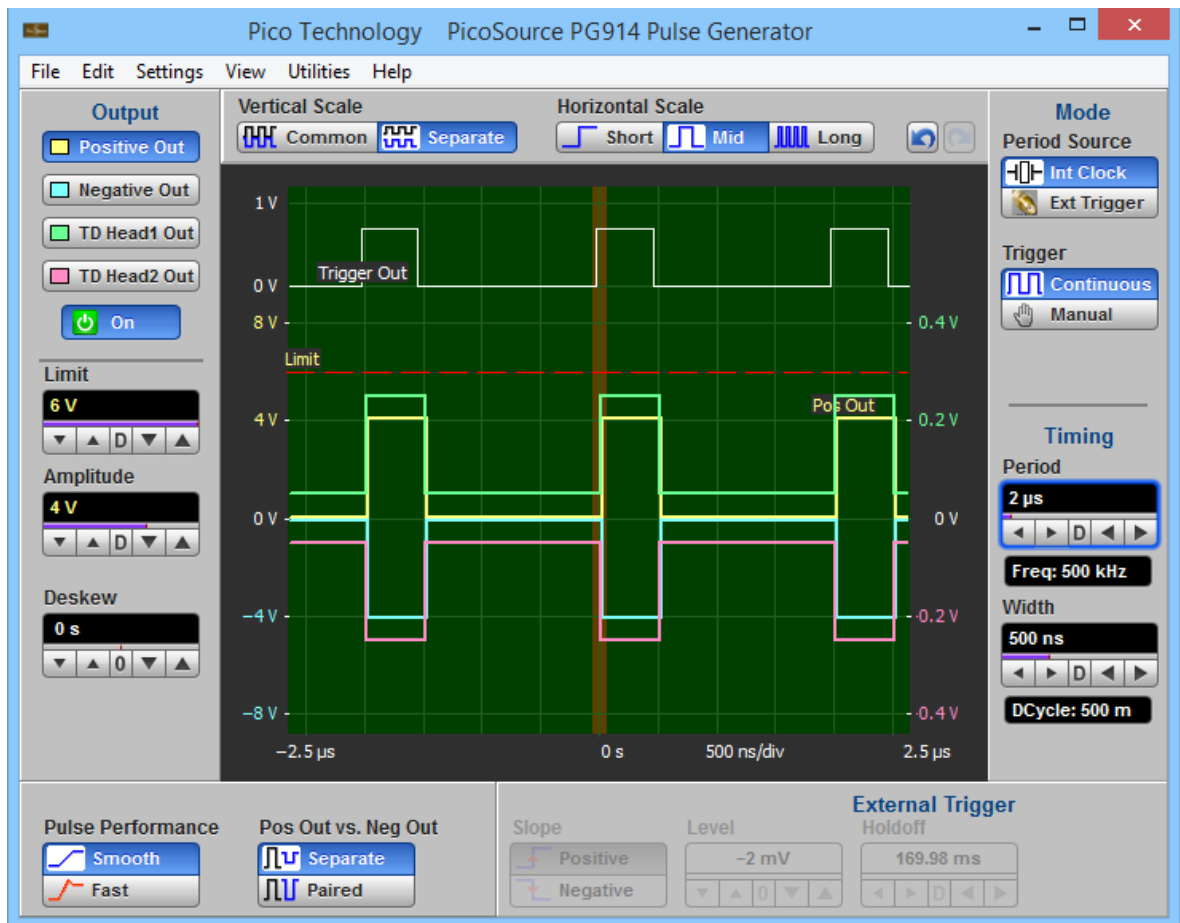 Pico Technology PicoSource PG914 Pulse Generator
File Edit Settings View Utilities Help
Output
Positive Out
Negative Out
TD Head1 Out
TD Head2 Out
On
Limit
6 V
D
Amplitude
4 V
D
Deskew
0 s
0
Vertical Scale
Common Separate
Horizontal Scale
Short Mid Long
1 V
Trigger Out
0 V
8 V
0.4 V
Limit
Pos Out
4 V
0.2 V
0 V
0 V
−4 V
-0.2 V
−8 V
-0.4 V
−2.5 µs 0 s 500 ns/div 2.5 µs
Mode
Period Source
Int Clock
Ext Trigger
Trigger
Continuous
Manual
Timing
Period
2 µs
D
Freq: 500 kHz
Width
500 ns
D
DCycle: 500 m
Pulse Performance
Smooth
Fast
Pos Out vs. Neg Out
Separate
Paired
External Trigger
Slope
Positive
Negative
Level
−2 mV
0
Holdoff
169.98 ms
D